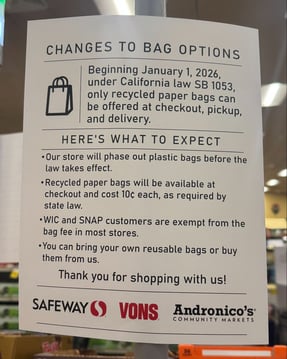 CHANGES TO BAG OPTIONS
Beginning January 1, 2026,
under California law SB 1053,
only recycled paper bags can
be offered at checkout, pickup,
and delivery.
HERE'S WHAT TO EXPECT
•Our store will phase out plastic bags before the
law takes effect.
•Recycled paper bags will be available at
checkout and cost 10¢ each, as required by
state law.
•WIC and SNAP customers are exempt from the
bag fee in most stores.
•You can bring your own reusable bags or buy
them from us.
Thank you for shopping with us!
SAFEWAY VONS Andronico's
COMMUNITY MARKETS